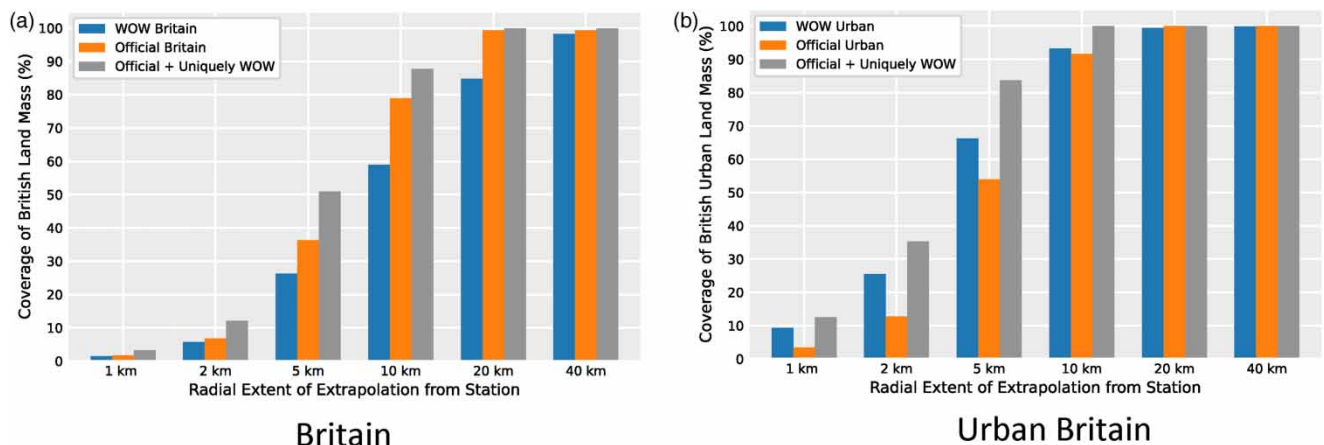 (a)
Coverage of British Land Mass (%)
100
90
80
70
60
50
40
30
20
10
0
WOW Britain
Official Britain
Official + Uniquely WOW
1 km
2 km
5 km
10 km
20 km
40 km
Radial Extent of Extrapolation from Station
Britain
(b)
Coverage of British Urban Land Mass (%)
100
90
80
70
60
50
40
30
20
10
0
WOW Urban
Official Urban
Official + Uniquely WOW
1 km
2 km
5 km
10 km
20 km
40 km
Radial Extent of Extrapolation from Station
Urban Britain